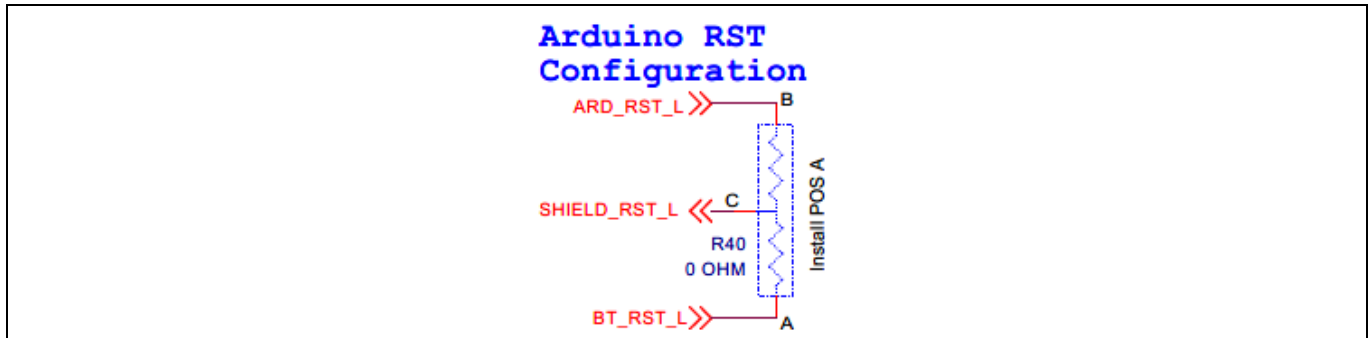 Arduino RST
Configuration
ARD_RST_L
B
SHIELD_RST_L
C
Install POS A
R40
0 OHM
BT_RST_L
A